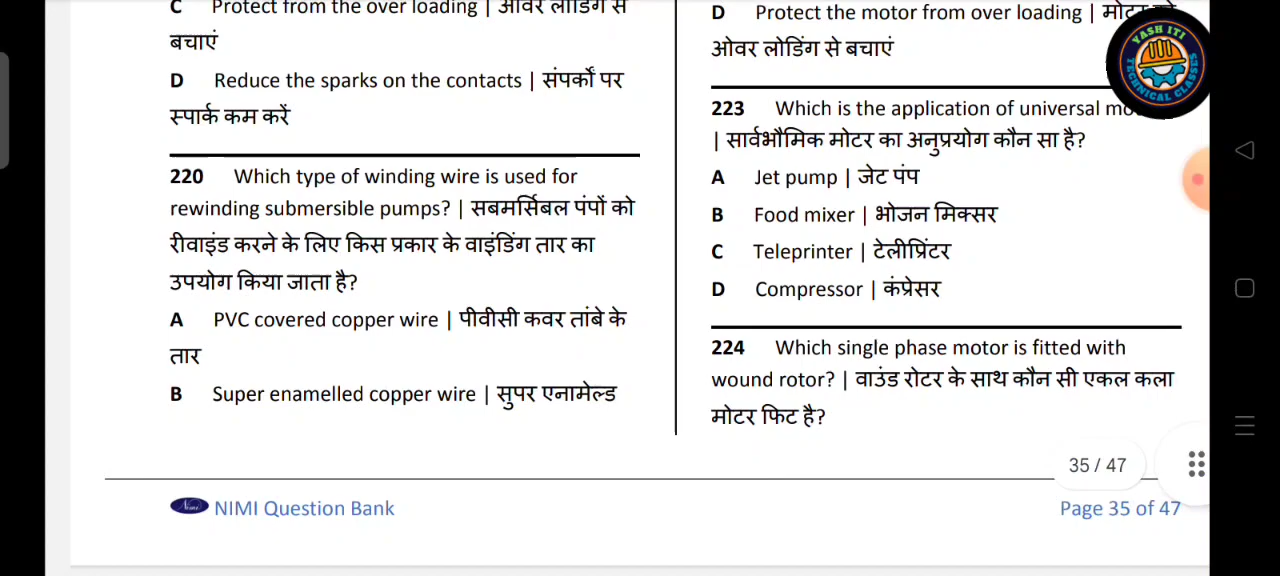 C Protect from the over loading | ओवर लोडिंग से
बचाएं
D Reduce the sparks on the contacts | संपर्कों पर
स्पार्क कम करें
220 Which type of winding wire is used for
rewinding submersible pumps? | सबमर्सिबल पंपों को
रीवाइंड करने के लिए किस प्रकार के वाइंडिंग तार का
उपयोग किया जाता है?
A PVC covered copper wire | पीवीसी कवर तांबे के
तार
B Super enamelled copper wire | सुपर एनामेल्ड
D Protect the motor from over loading | मोटर को
ओवर लोडिंग से बचाएं
223 Which is the application of universal
| सार्वभौमिक मोटर का अनुप्रयोग कौन सा है?
A Jet pump | जेट पंप
B Food mixer | भोजन मिक्सर
C Teleprinter | टेलीप्रिंटर
D Compressor | कंप्रेसर
224 Which single phase motor is fitted with
wound rotor? | वाउंड रोटर के साथ कौन सी एकल कला
मोटर फिट है?
YASH ITI
TECHNICAL CLASSES
35 / 47
NIMI Question Bank
Page 35 of 47